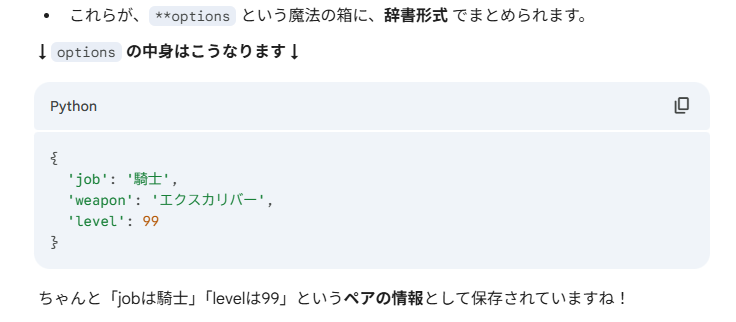 • これらが、 **options という魔法の箱に、辞書形式 でまとめられます。
↓ options の中身はこうなります ↓
Python
{
  'job': '騎士',
  'weapon': 'エクスカリバー',
  'level': 99
}
ちゃんと「jobは騎士」「levelは99」というペアの情報として保存されていますね！